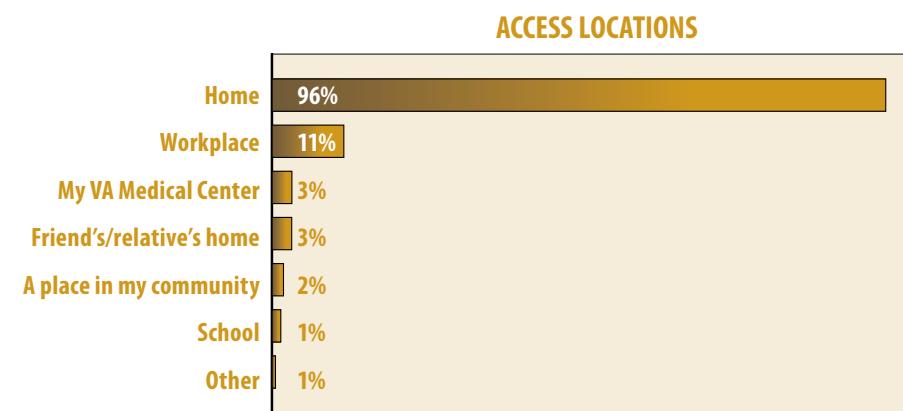 ACCESS LOCATIONS
Home 96%
Workplace 11%
My VA Medical Center 3%
Friend's/relative's home 3%
A place in my community 2%
School 1%
Other 1%